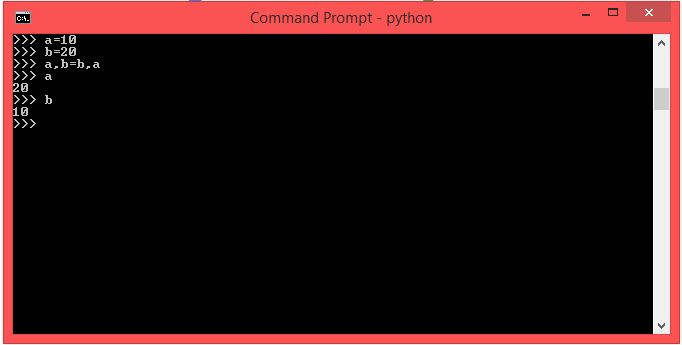 Command Prompt - python
>>> a=10
>>> b=20
>>> a,b=b,a
>>> a
20
>>> b
10
>>>